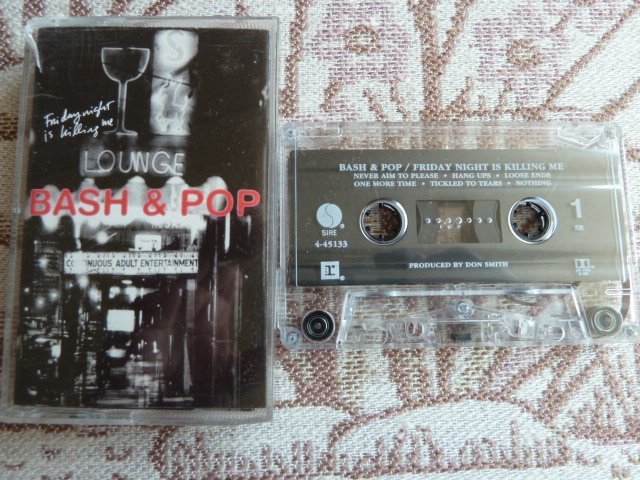 Friday night
is killing me
LOUNGE
BASH & POP
CONTINUOUS ADULT ENTERTAINMENT
BASH & POP / FRIDAY NIGHT IS KILLING ME
NEVER AIM TO PLEASE • HANG UPS • LOOSE ENDS
ONE MORE TIME • TICKLED TO TEARS • NOTHING
S
SIRE
4-45133
1
SR
PRODUCED BY DON SMITH
r